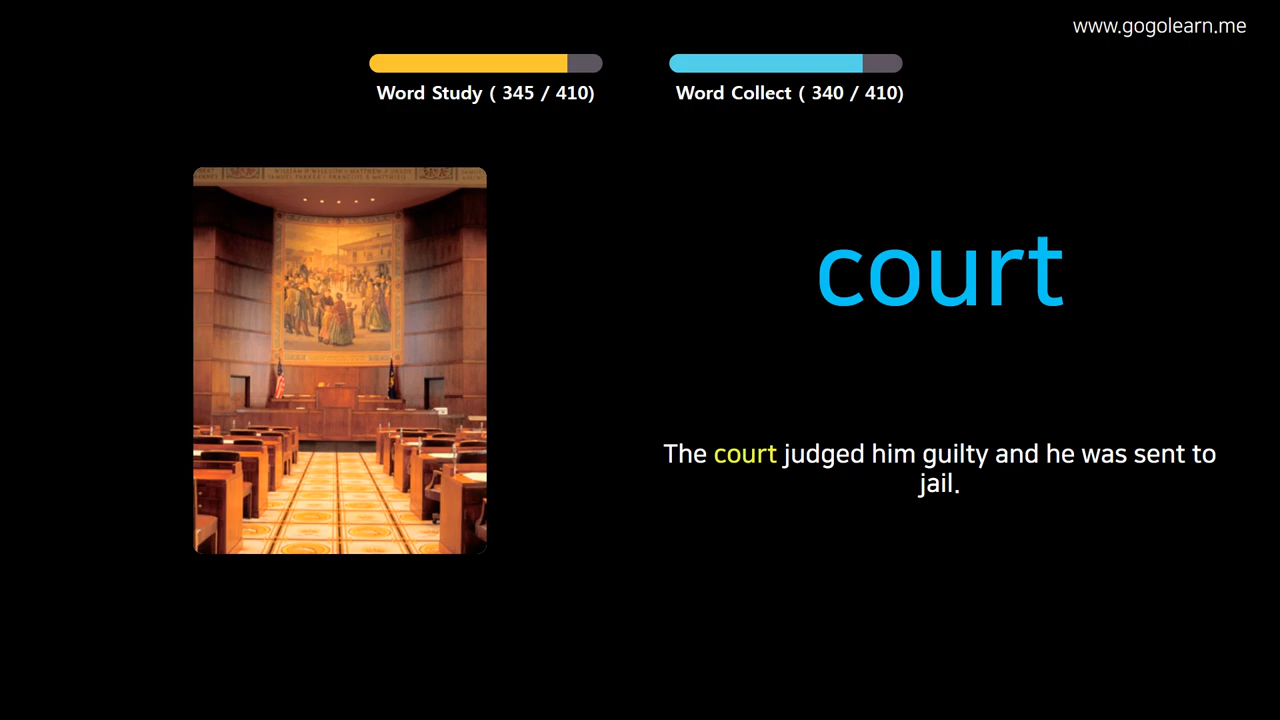 www.gogolearn.me
Word Study ( 345 / 410)
Word Collect ( 340 / 410)
court
The court judged him guilty and he was sent to
jail.